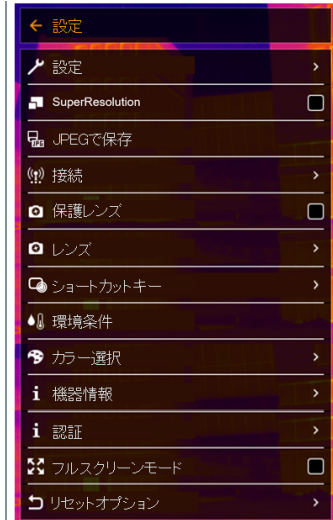 設定
設定
SuperResolution
JPEGで保存
接続
保護レンズ
レンズ
ショートカットキー
環境条件
カラー選択
機器情報
認証
フルスクリーンモード
リセットオプション